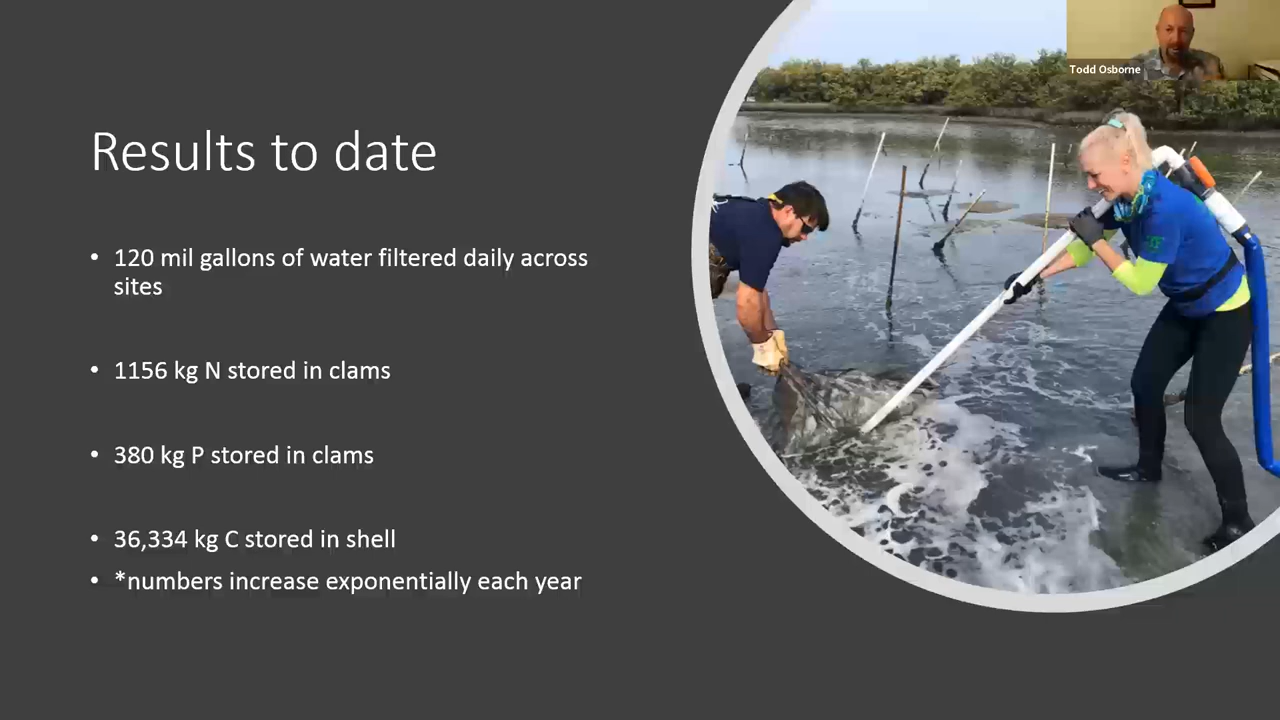 Todd Osborne
Results to date
• 120 mil gallons of water filtered daily across
sites
• 1156 kg N stored in clams
• 380 kg P stored in clams
• 36,334 kg C stored in shell
• *numbers increase exponentially each year